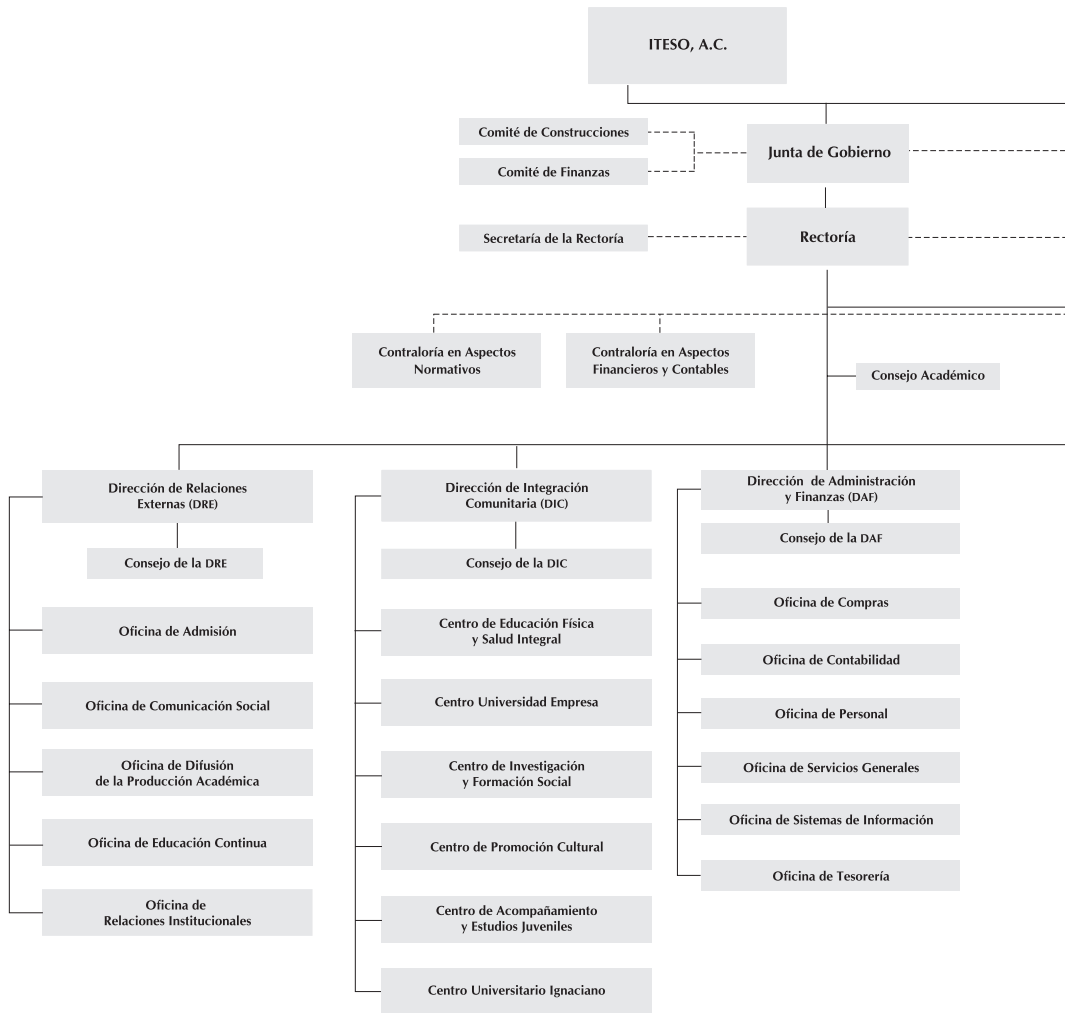 ITESO, A.C.
Comité de Construcciones
Junta de Gobierno
Comité de Finanzas
Secretaría de la Rectoría
Rectoría
Contraloría en Aspectos
Normativos
Contraloría en Aspectos
Financieros y Contables
Consejo Académico
Dirección de Relaciones
Externas (DRE)
Consejo de la DRE
Oficina de Admisión
Oficina de Comunicación Social
Oficina de Difusión
de la Producción Académica
Oficina de Educación Continua
Oficina de
Relaciones Institucionales
Dirección de Integración
Comunitaria (DIC)
Consejo de la DIC
Centro de Educación Física
y Salud Integral
Centro Universidad Empresa
Centro de Investigación
y Formación Social
Centro de Promoción Cultural
Centro de Acompañamiento
y Estudios Juveniles
Centro Universitario Ignaciano
Dirección de Administración
y Finanzas (DAF)
Consejo de la DAF
Oficina de Compras
Oficina de Contabilidad
Oficina de Personal
Oficina de Servicios Generales
Oficina de Sistemas de Información
Oficina de Tesorería